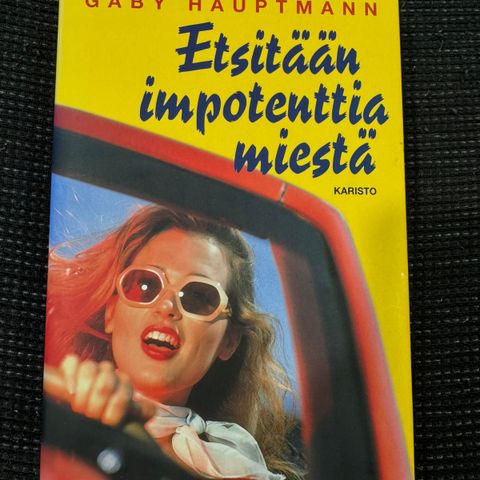 GABY HAUPTMANN
Etsitään
impotenttia
miestä
KARISTO